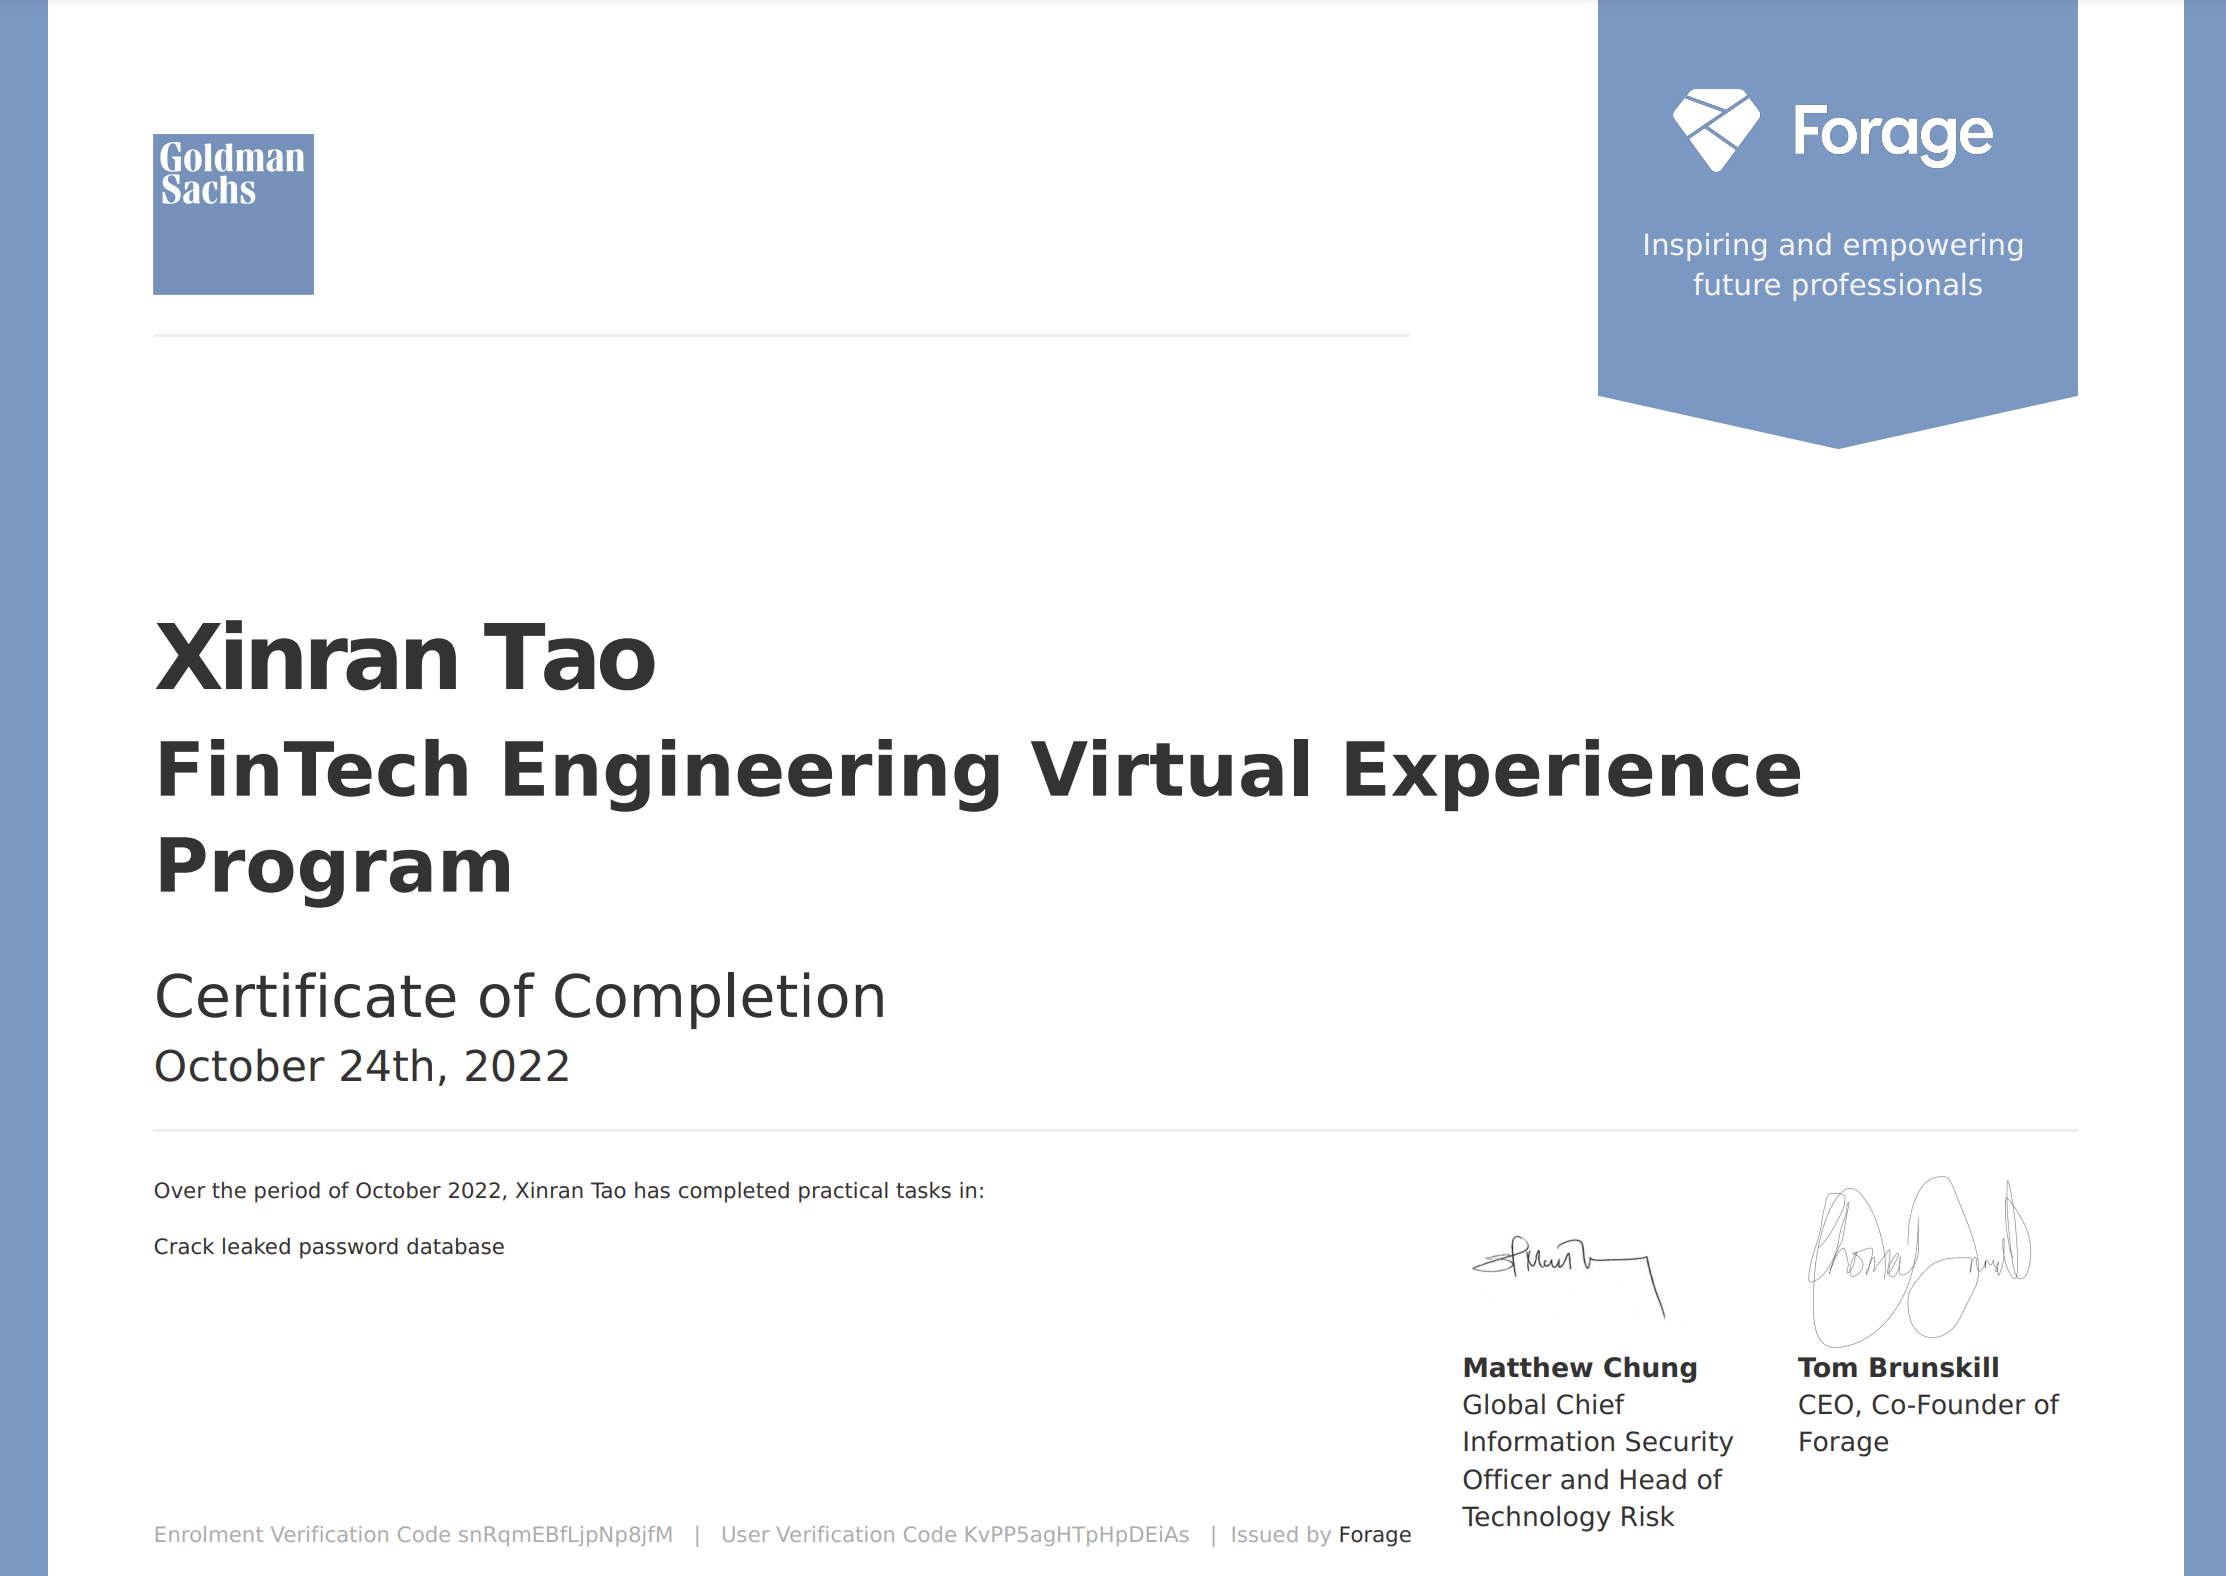 Goldman
Sachs
Forage
Inspiring and empowering
future professionals
Xinran Tao
FinTech Engineering Virtual Experience
Program
Certificate of Completion
October 24th, 2022
Over the period of October 2022, Xinran Tao has completed practical tasks in:
Crack leaked password database
Matthew Chung
Global Chief
Information Security
Officer and Head of
Technology Risk
Tom Brunskill
CEO, Co-Founder of
Forage
Enrolment Verification Code snRqmEBfLjpNp8jfM | User Verification Code KvPP5agHTpHpDEiAs | Issued by Forage